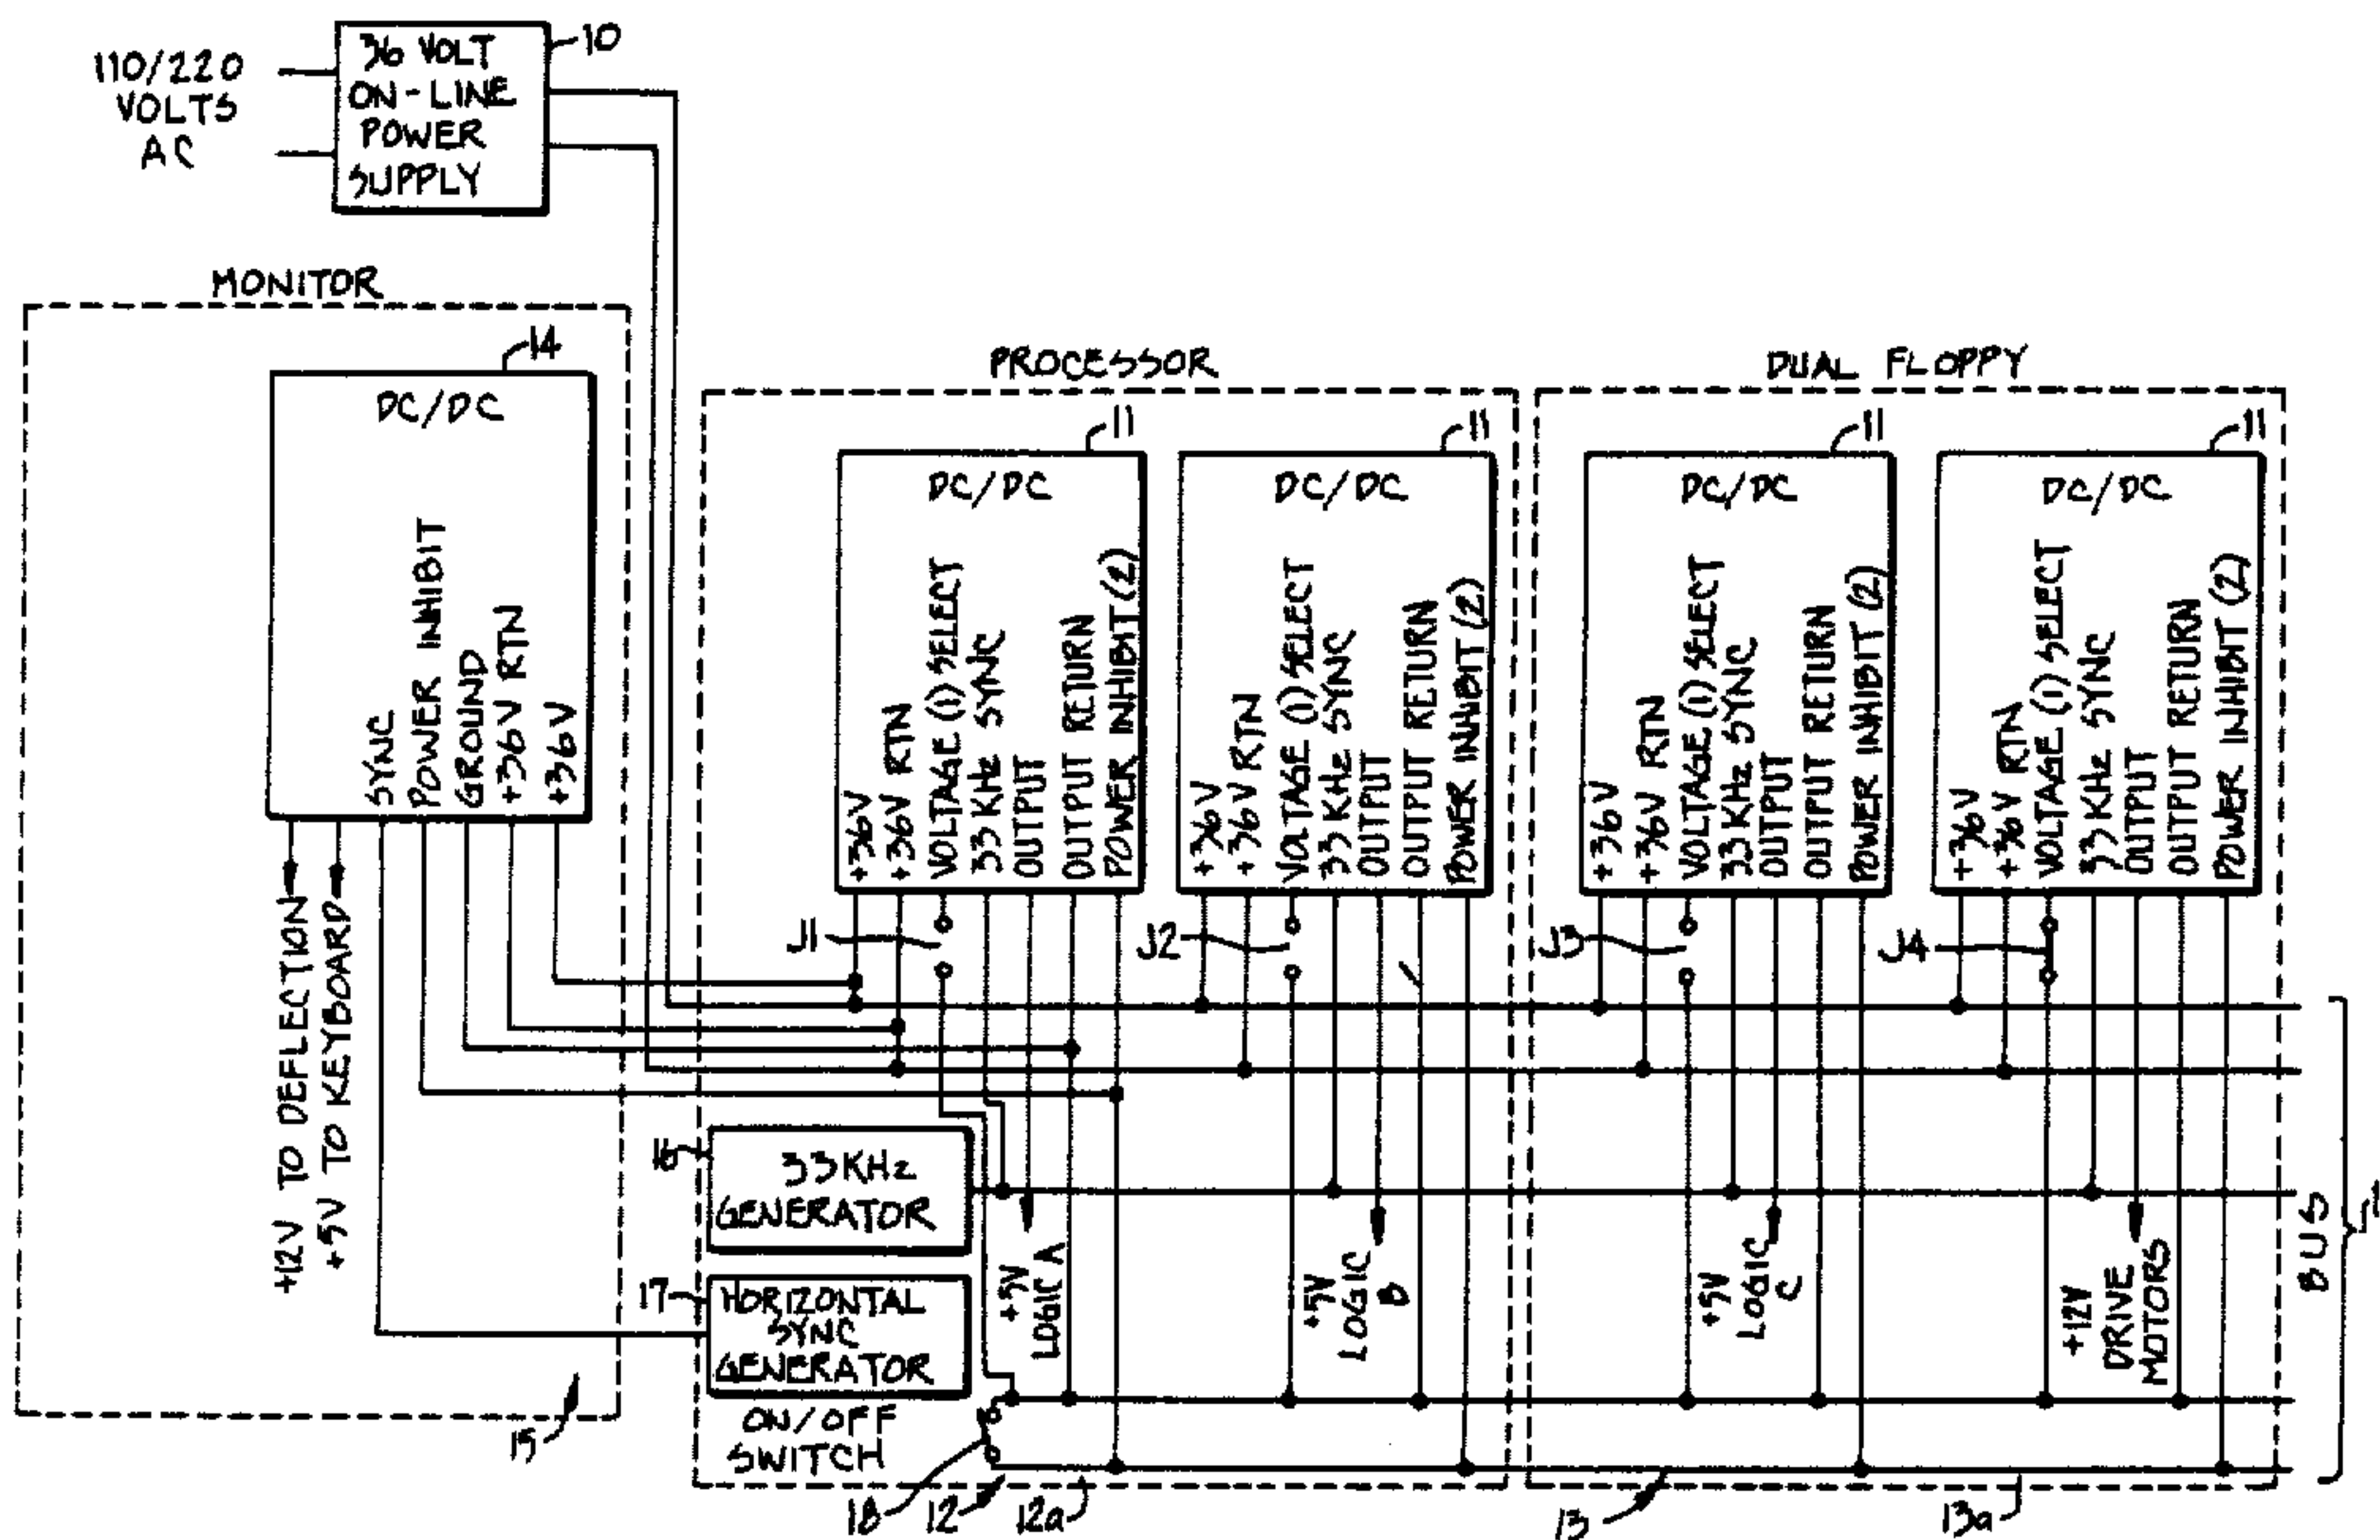 110/220
VOLTS
AC
36 VOLT
ON-LINE
POWER
SUPPLY
10
MONITOR
14
DC/DC
SYNC
POWER INHIBIT
GROUND
+36V RTN
+36V
+12V TO DEFLECTION
+5V TO KEYBOARD
15
PROCESSOR
11
DC/DC
+36V
+36V RTN
VOLTAGE (1) SELECT
33 KHz SYNC
OUTPUT
OUTPUT RETURN
POWER INHIBIT (2)
J1
11
DC/DC
+36V
+36V RTN
VOLTAGE (1) SELECT
33 KHz SYNC
OUTPUT
OUTPUT RETURN
POWER INHIBIT (2)
J2
DUAL FLOPPY
11
DC/DC
+36V
+36V RTN
VOLTAGE (1) SELECT
33 KHz SYNC
OUTPUT
OUTPUT RETURN
POWER INHIBIT (2)
J3
11
DC/DC
+36V
+36V RTN
VOLTAGE (1) SELECT
33 KHz SYNC
OUTPUT
OUTPUT RETURN
POWER INHIBIT (2)
J4
33 KHz
GENERATOR
17
HORIZONTAL
SYNC
GENERATOR
ON/OFF
SWITCH
18
12
12a
+5V
LOGIC A
+5V
LOGIC
B
+5V
LOGIC
C
+12V
DRIVE
MOTORS
13
13a
BUS